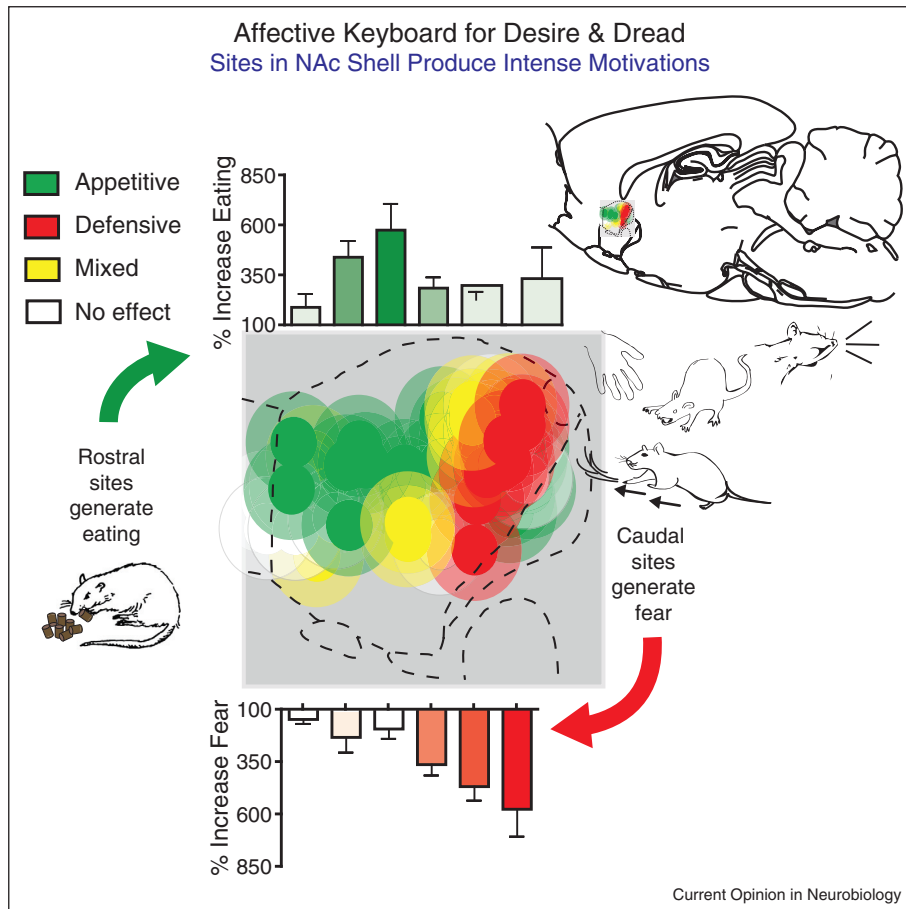 Affective Keyboard for Desire & Dread
Sites in NAc Shell Produce Intense Motivations
Appetitive
Defensive
Mixed
No effect
% Increase Eating
850
600
350
100
Rostral
sites
generate
eating
Caudal
sites
generate
fear
% Increase Fear
100
350
600
850
Current Opinion in Neurobiology